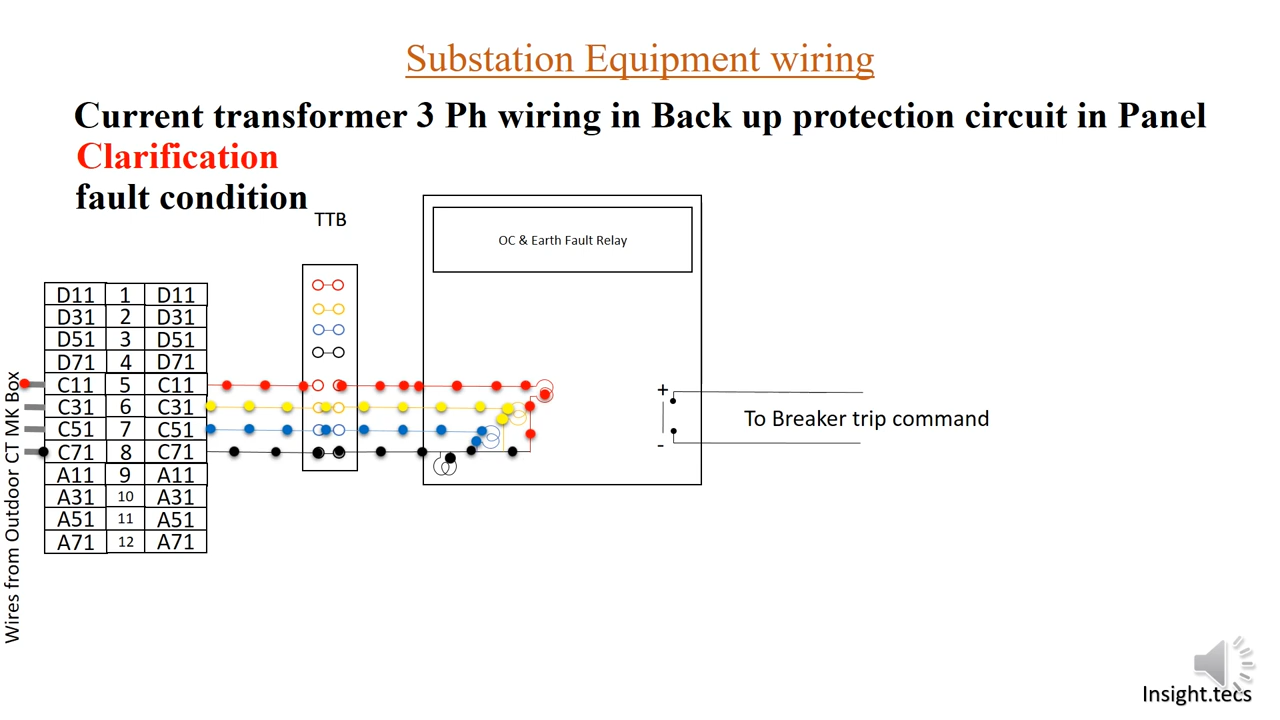 Substation Equipment wiring
Current transformer 3 Ph wiring in Back up protection circuit in Panel
Clarification
fault condition
TTB
OC & Earth Fault Relay
D11 1 D11
D31 2 D31
D51 3 D51
D71 4 D71
C11 5 C11
C31 6 C31
C51 7 C51
C71 8 C71
A11 9 A11
A31 10 A31
A51 11 A51
A71 12 A71
Wires from Outdoor CT MK Box
+
To Breaker trip command
-
Insight.tecs